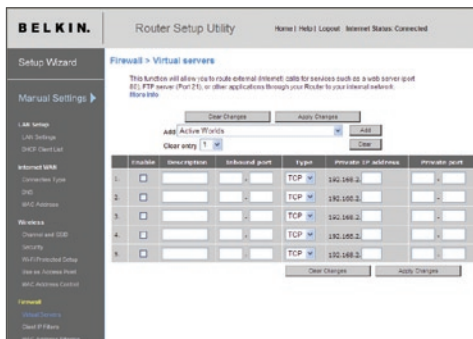 BELKIN.
Router Setup Utility
Home | Help | Logout Internet Status: Connected
Setup Wizard
Manual Settings
LAN Setup
LAN Settings
DHCP Client List
Internet WAN
Connection Type
DNS
MAC Address
Wireless
Channel and SSID
Security
Wi-Fi Protected Setup
Use as Access Point
MAC Address Control
Firewall
Virtual Servers
Client IP Filters
Firewall > Virtual servers
This function will allow you to route external (Internet) calls for services such as a web server (port
80), FTP server (Port 21), or other applications through your Router to your internal network.
More Info
Clear Changes Apply Changes
Add Active Worlds Add
Clear entry 1 Clear
Enable Description Inbound port Type Private IP address Private port
1. - TCP 192.168.2. -
2. - TCP 192.168.2. -
3. - TCP 192.168.2. -
4. - TCP 192.168.2. -
5. - TCP 192.168.2. -
Clear Changes Apply Changes